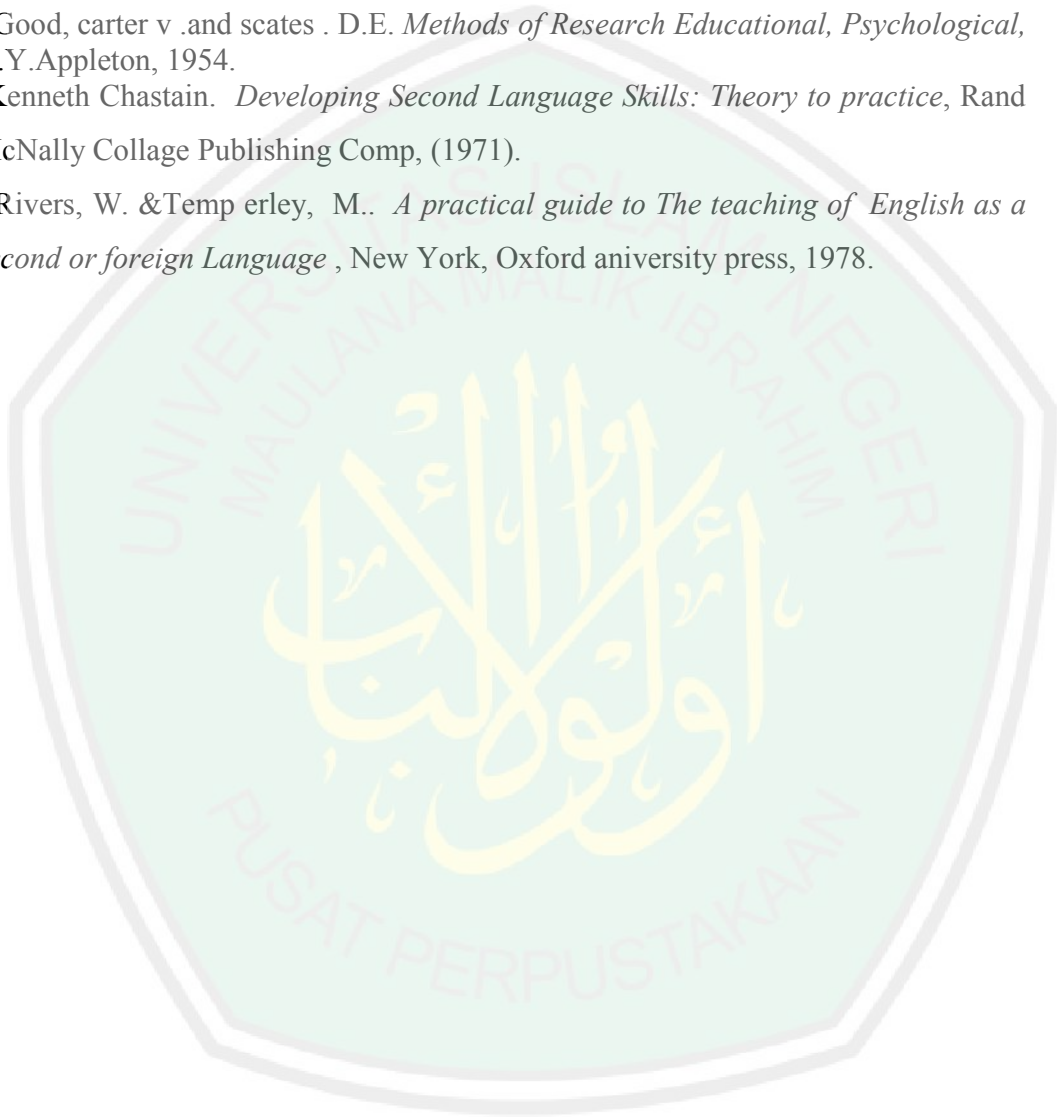 Good, carter v .and scates . D.E. Methods of Research Educational, Psychological,
.Y.Appleton, 1954.
Kenneth Chastain. Developing Second Language Skills: Theory to practice, Rand
cNally Collage Publishing Comp, (1971).
Rivers, W. &Temp erley, M.. A practical guide to The teaching of English as a
cond or foreign Language , New York, Oxford aniversity press, 1978.
UNIVERSITAS ISLAM NEGERI
MAULANA MALIK IBRAHIM
أولو الألباب
PUSAT PERPUSTAKAAN